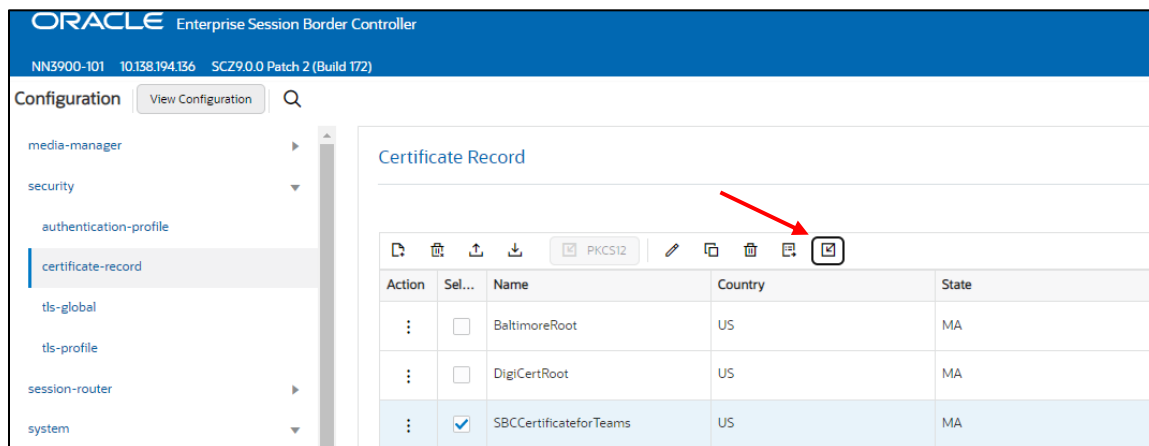 ORACLE Enterprise Session Border Controller
NN3900-101 10.138.194.136 SCZ9.0.0 Patch 2 (Build 172)
Configuration View Configuration
media-manager
security
authentication-profile
certificate-record
tls-global
tls-profile
session-router
system
Certificate Record
PKCS12
Action Sel... Name Country State
BaltimoreRoot US MA
DigiCertRoot US MA
SBCCertificateforTeams US MA